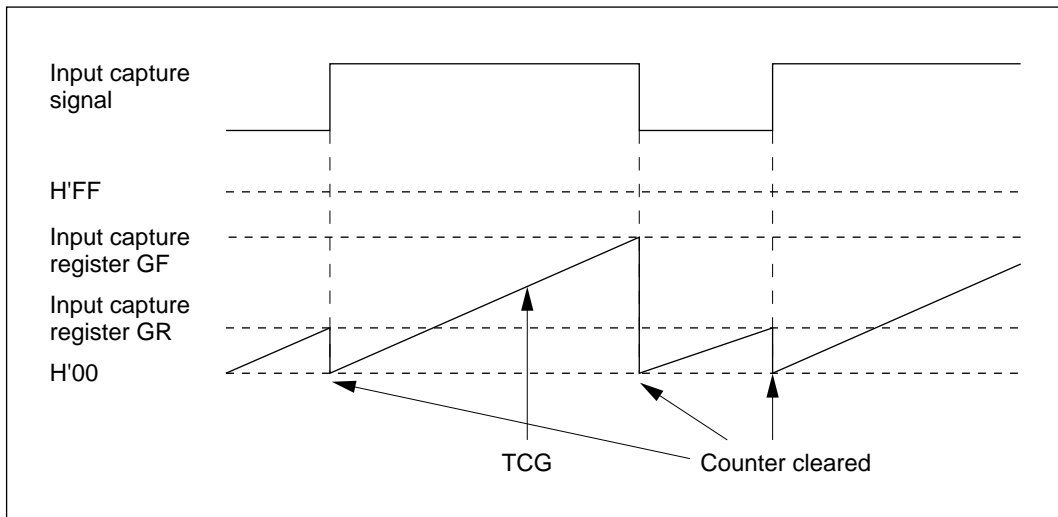 Input capture
signal
H'FF
Input capture
register GF
Input capture
register GR
H'00
TCG
Counter cleared